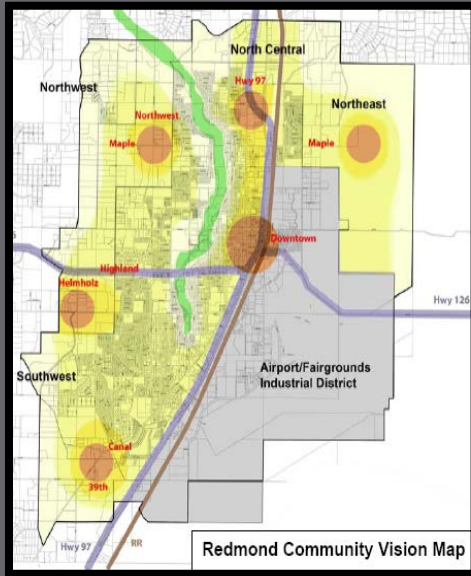 North Central
Northwest
Hwy 97
Northeast
Northwest
Maple
Maple
Downtown
Highland
Helmholz
Hwy 126
Airport/Fairgrounds
Industrial District
Southwest
Canal
39th
Hwy 97
RR
Redmond Community Vision Map